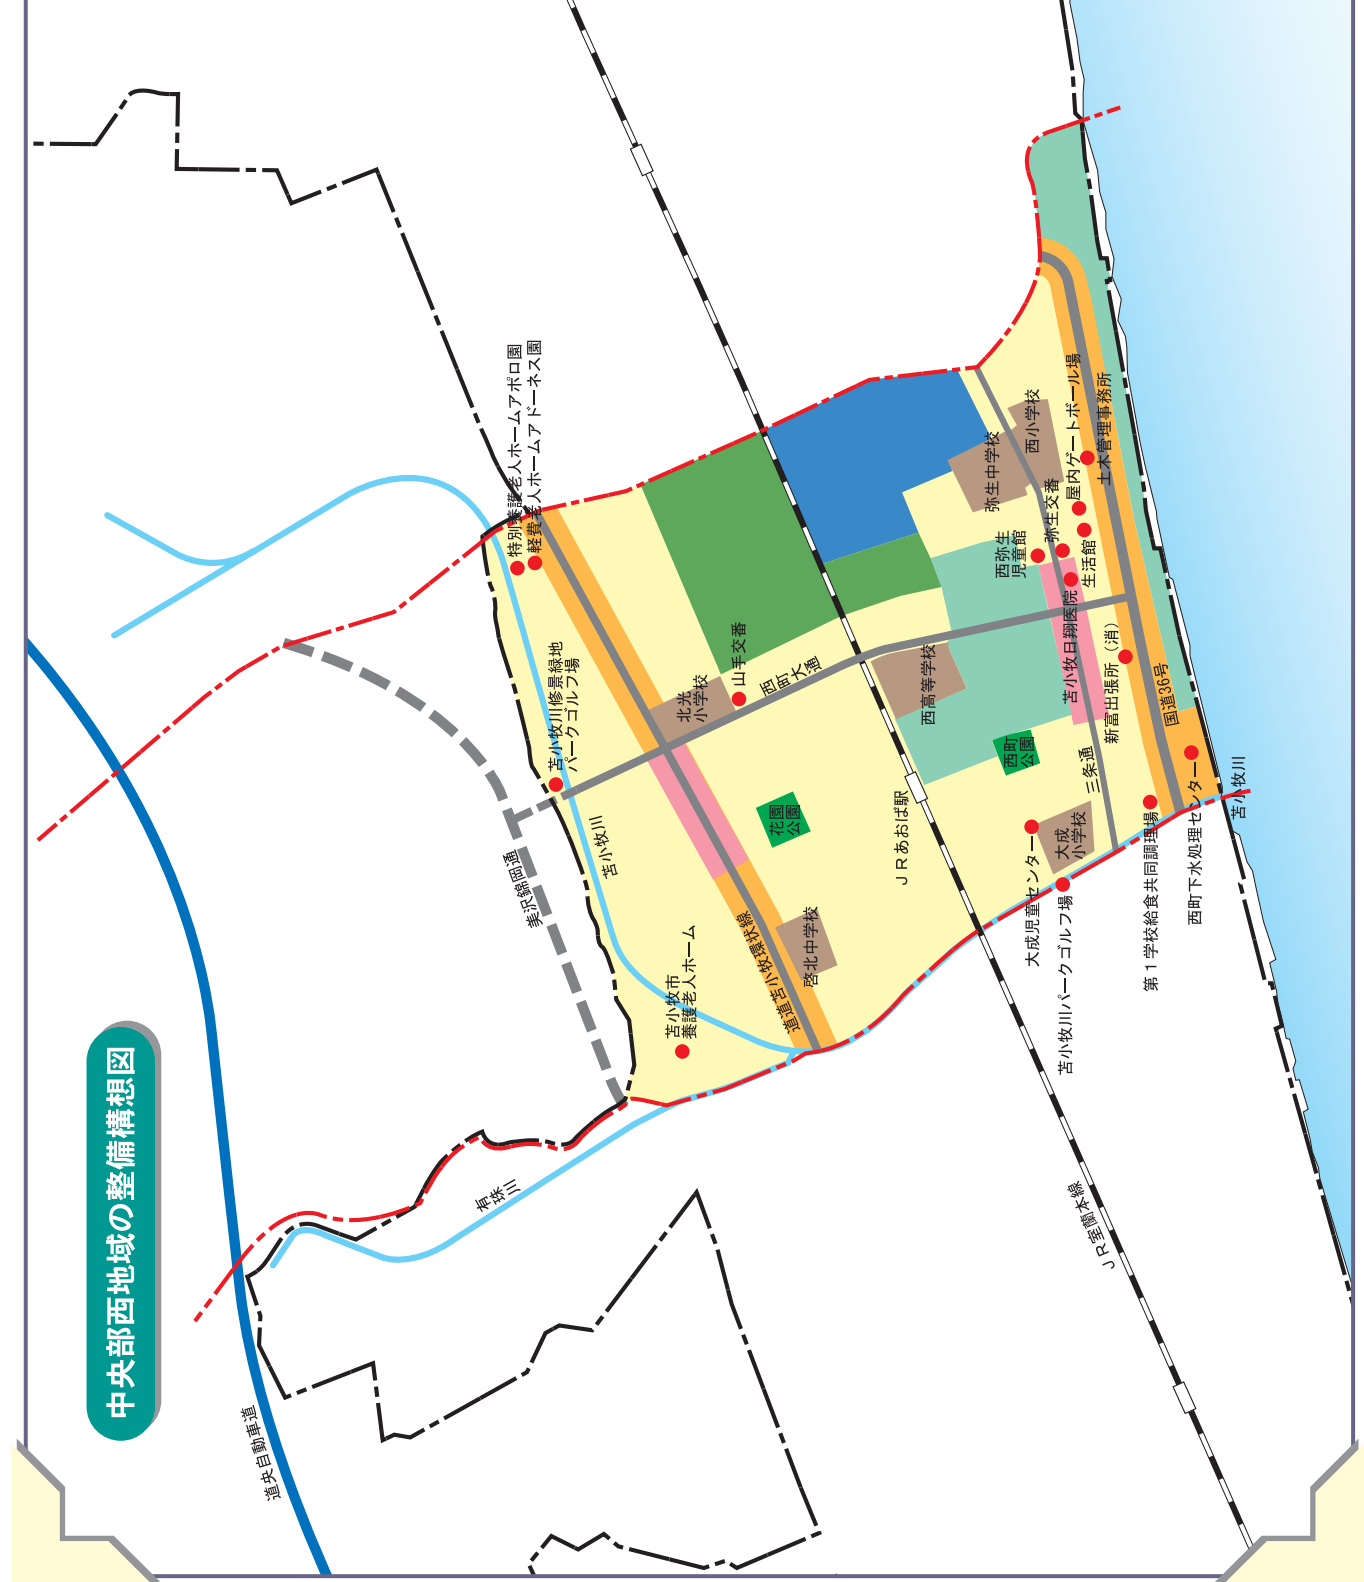 中央部西地域の整備構想図
道央自動車道
有珠川
美沢錦岡通
苫小牧川
苫小牧川修景緑地
パークゴルフ場
特別養護老人ホームアポロ園
軽費老人ホームアドーネス園
苫小牧市
養護老人ホーム
北光
小学校
山手交番
西町大通
花園
公園
道道苫小牧環状線
啓北中学校
JRあおば駅
西高等学校
西町
公園
弥生中学校
西小学校
西弥生
児童館
弥生交番
屋内ゲートボール場
生活館
土木管理事務所
苫小牧日翔医院
新富出張所（消）
国道36号
三条通
大成
小学校
大成児童センター
苫小牧川パークゴルフ場
第1学校給食共同調理場
西町下水処理センター
苫小牧川
JR室蘭本線